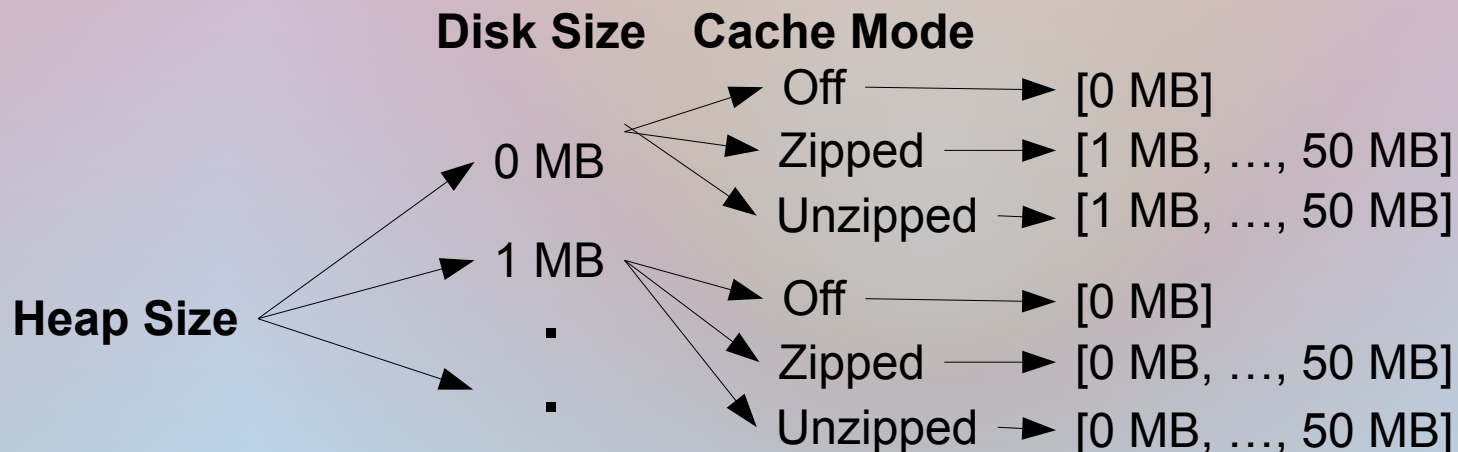 Disk Size Cache Mode
Off [0 MB]
0 MB Zipped [1 MB, …, 50 MB]
Unzipped [1 MB, …, 50 MB]
1 MB
Off [0 MB]
Heap Size
.
Zipped [0 MB, …, 50 MB]
.
Unzipped [0 MB, …, 50 MB]